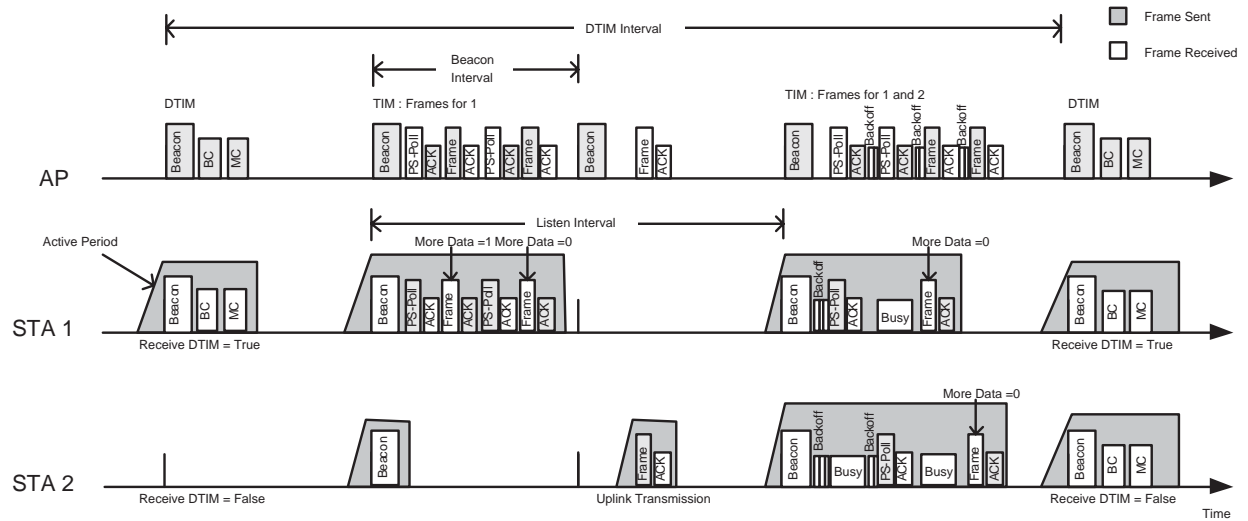 Frame Sent
DTIM Interval
Frame Received
Beacon
Interval
DTIM
TIM : Frames for 1
TIM : Frames for 1 and 2
DTIM
AP
Beacon
BC
MC
Beacon
PS-Poll
ACK
Frame
ACK
PS-Poll
ACK
Frame
ACK
Beacon
Frame
ACK
Beacon
PS-Poll
ACK
Backoff
PS-Poll
ACK
Backoff
Frame
ACK
Backoff
Frame
ACK
Beacon
BC
MC
Listen Interval
Active Period
More Data =1
More Data =0
More Data =0
STA 1
Beacon
BC
MC
Beacon
PS-Poll
ACK
Frame
ACK
PS-Poll
ACK
Frame
ACK
Beacon
Backoff
PS-Poll
ACK
Busy
Frame
ACK
Beacon
BC
MC
Receive DTIM = True
Receive DTIM = True
More Data =0
STA 2
Beacon
Frame
ACK
Beacon
Backoff
Busy
Backoff
PS-Poll
ACK
Busy
Frame
ACK
Beacon
BC
MC
Receive DTIM = False
Uplink Transmission
Receive DTIM = False
Time